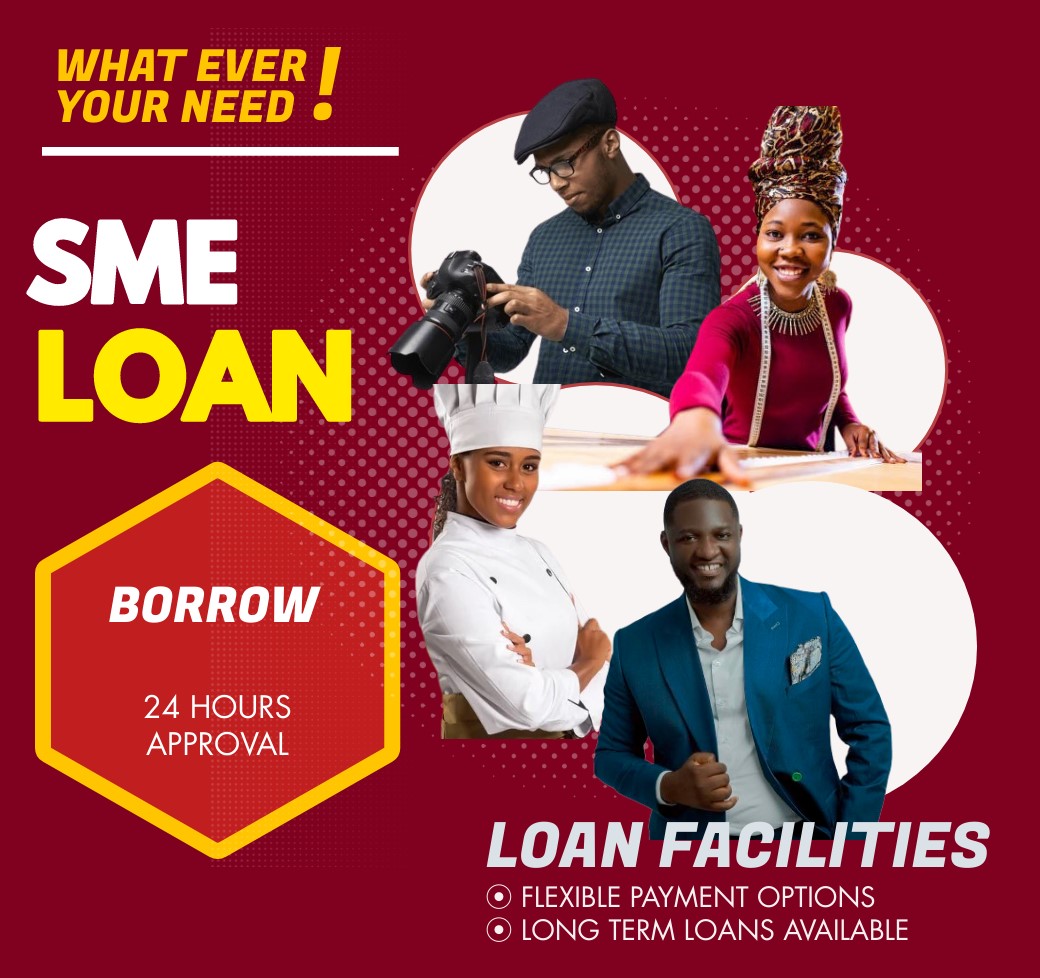 WHAT EVER
YOUR NEED !
SME
LOAN
BORROW
24 HOURS
APPROVAL
LOAN FACILITIES
FLEXIBLE PAYMENT OPTIONS
LONG TERM LOANS AVAILABLE